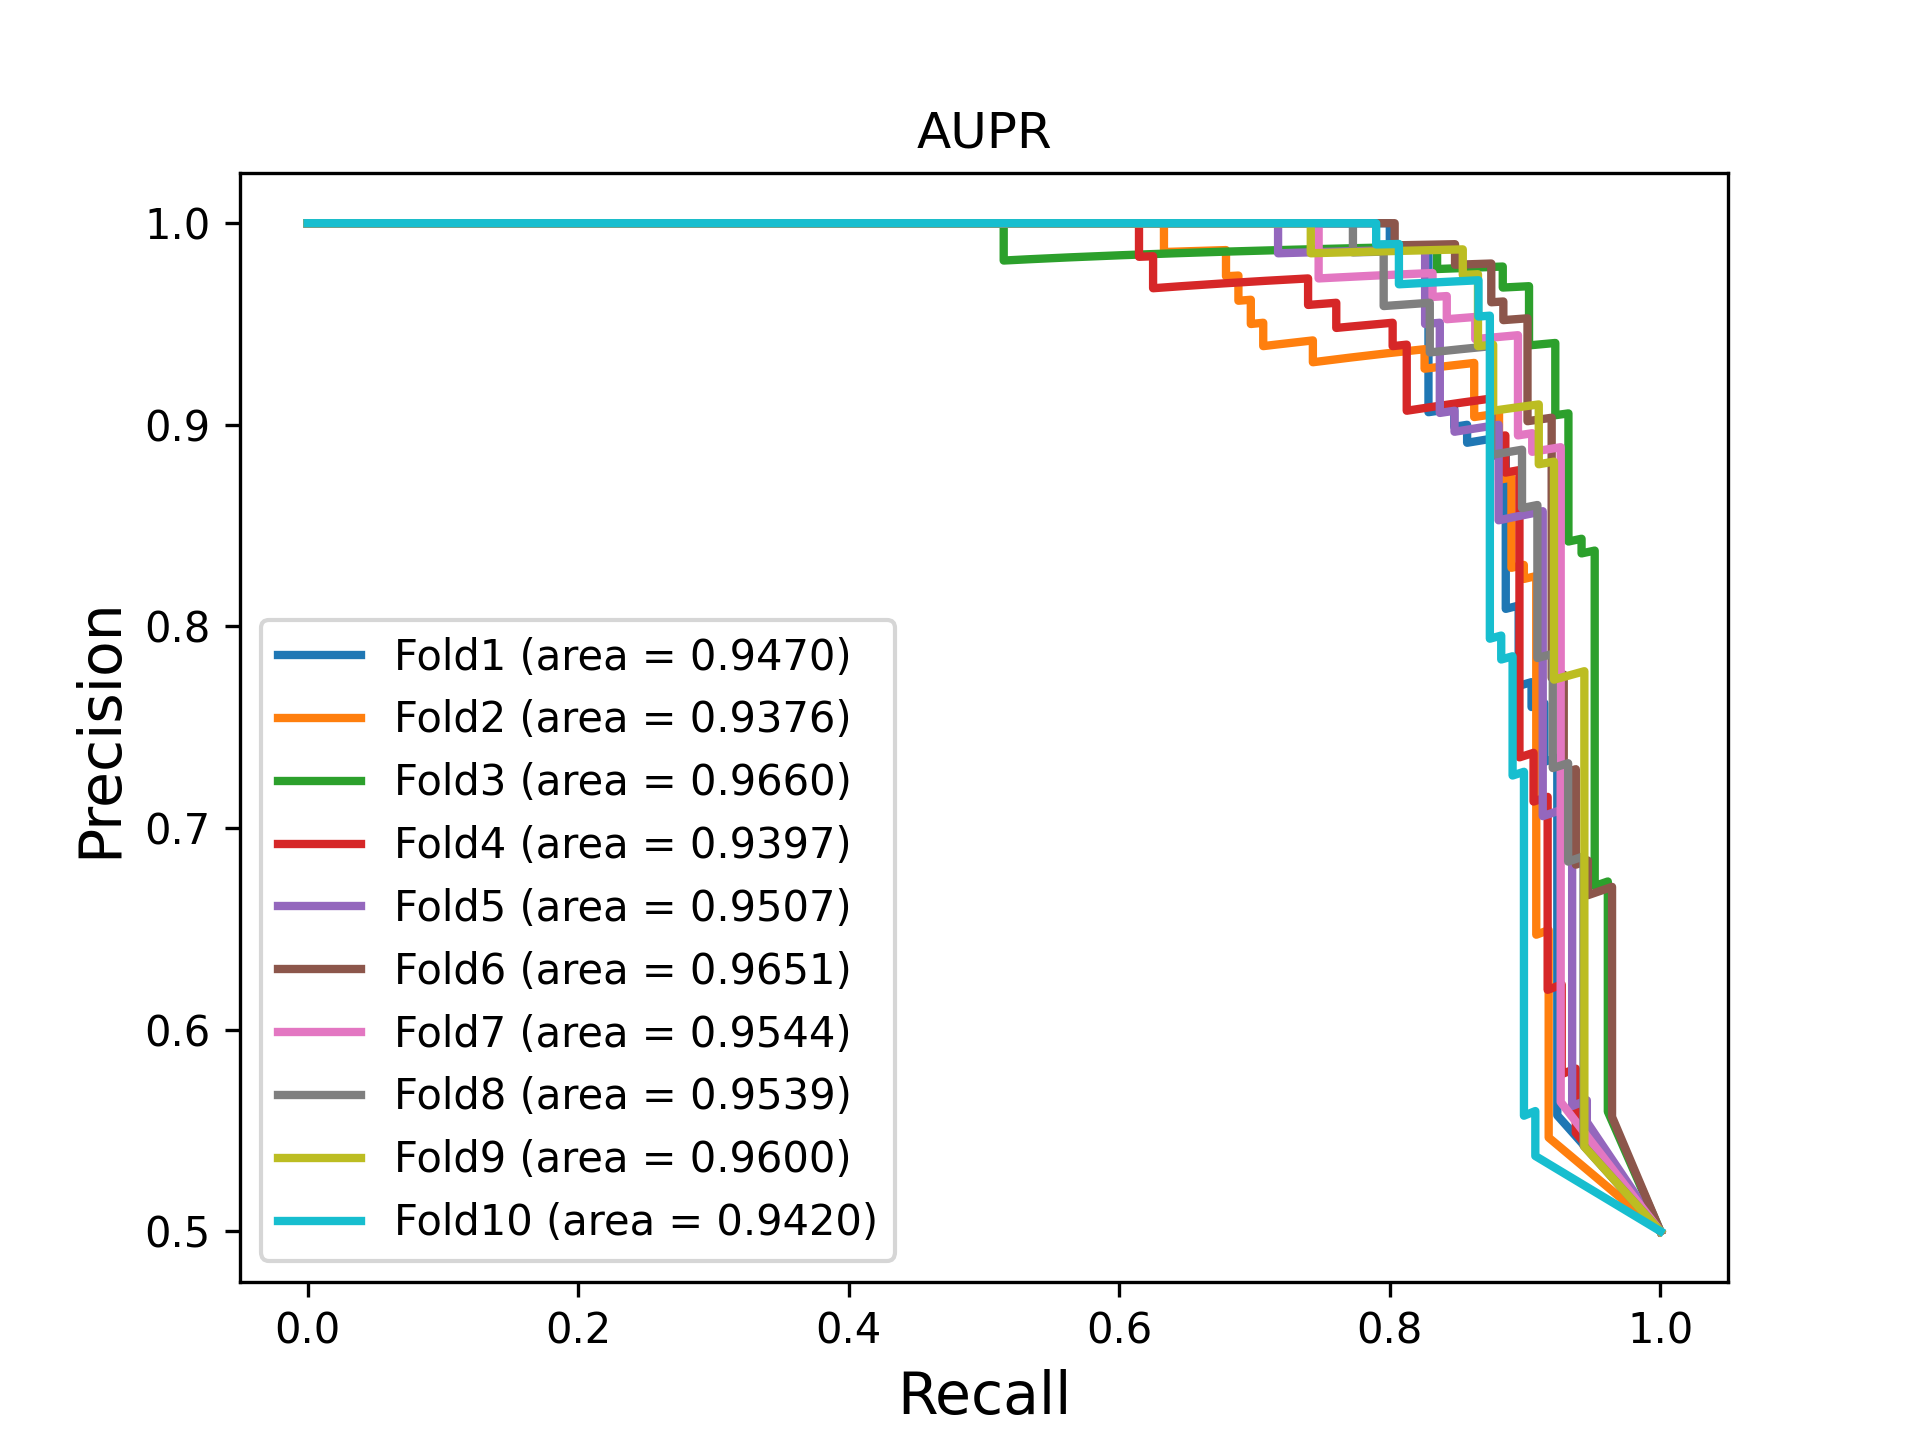 AUPR
1.0
0.9
0.8
0.7
0.6
0.5
Precision
Fold1 (area = 0.9470)
Fold2 (area = 0.9376)
Fold3 (area = 0.9660)
Fold4 (area = 0.9397)
Fold5 (area = 0.9507)
Fold6 (area = 0.9651)
Fold7 (area = 0.9544)
Fold8 (area = 0.9539)
Fold9 (area = 0.9600)
Fold10 (area = 0.9420)
0.0 0.2 0.4 0.6 0.8 1.0
Recall